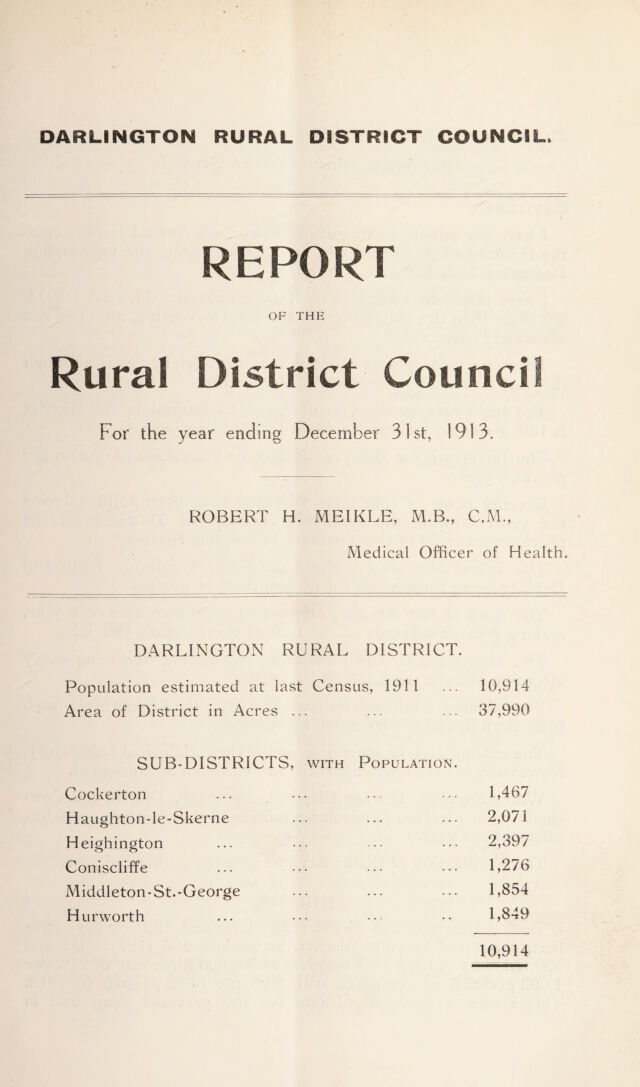 DARLINGTON RURAL DISTRICT COUNCIL.
REPORT
OF THE
Rural District Council
For the year ending December 31st, 1913.
ROBERT H. MEIKLE, M.B., C.M.,
Medical Officer of Health.
DARLINGTON RURAL DISTRICT.
Population estimated at last Census, 1911 ... 10,914
Area of District in Acres ... ... ... 37,990
SUB-DISTRICTS, WITH POPULATION.
Cockerton ... ... ... ... 1,467
Haughton-le-Skerne ... ... ... 2,071
Heighington ... ... ... ... 2,397
Coniscliffe ... ... ... ... 1,276
Middleton-St.-George ... ... ... 1,854
Hurworth ... ... ... .. 1,849
10,914